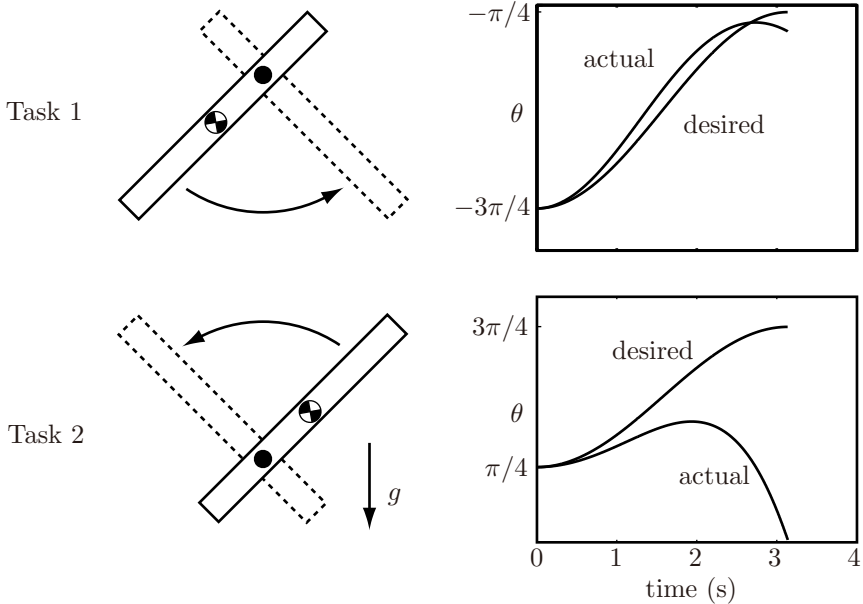 Task 1
−π/4
actual
θ
desired
−3π/4
Task 2
g
3π/4
desired
θ
π/4
actual
0 1 2 3 4
time (s)